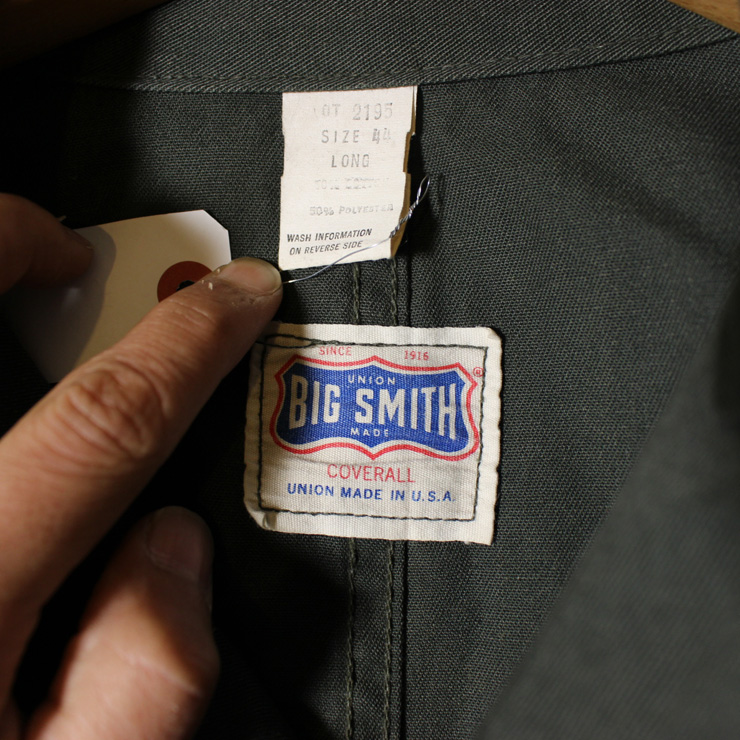 LOT 2195
SIZE 44
LONG
50% POLYESTER
WASH INFORMATION
ON REVERSE SIDE
SINCE 1916
UNION
BIG SMITH
MADE
®
COVERALL
UNION MADE IN U.S.A.